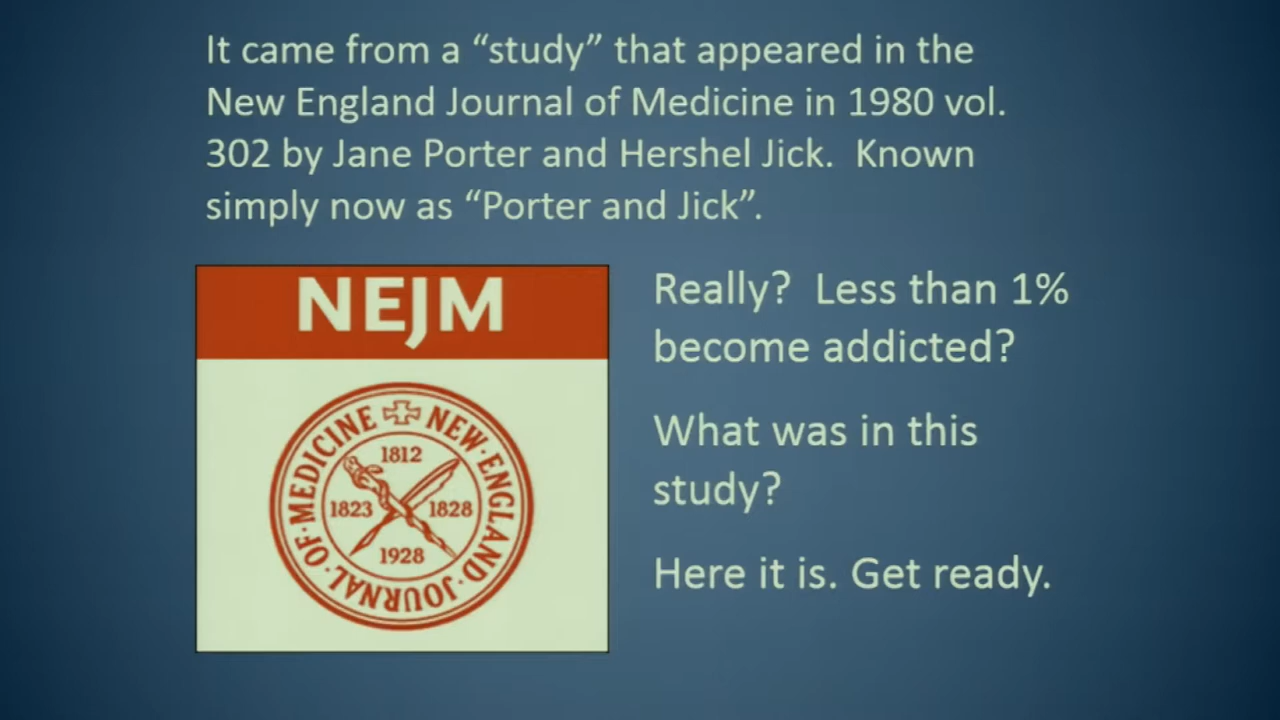 It came from a “study” that appeared in the
New England Journal of Medicine in 1980 vol.
302 by Jane Porter and Hershel Jick.  Known
simply now as “Porter and Jick”.
NEJM
NEW·ENGLAND·JOURNAL·OF·MEDICINE
1812
1823 1828
1928
Really?  Less than 1%
become addicted?
What was in this
study?
Here it is. Get ready.